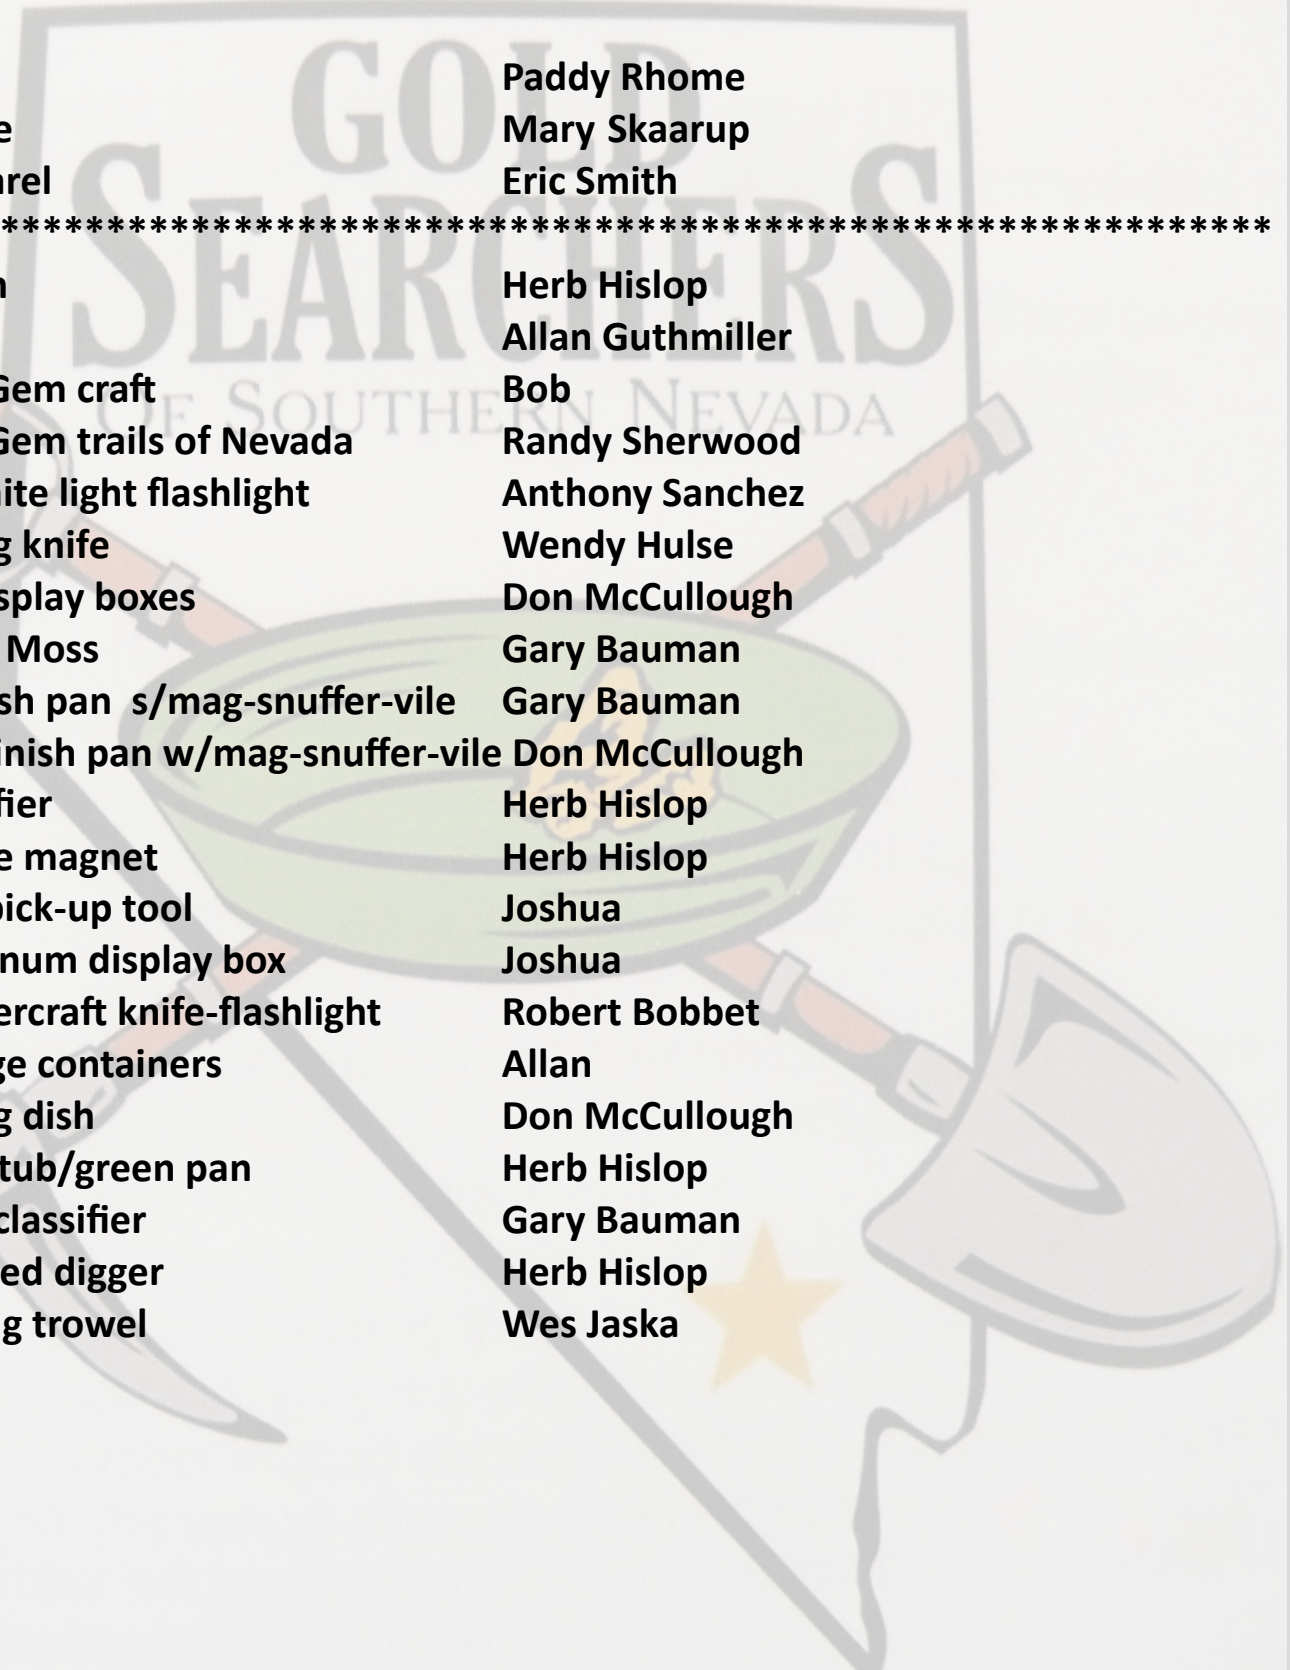 GOLD
SEARCHERS
OF SOUTHERN NEVADA
Paddy Rhome
e Mary Skaarup
rel Eric Smith
************************************************************
Herb Hislop
Allan Guthmiller
Gem craft Bob
Gem trails of Nevada Randy Sherwood
ite light flashlight Anthony Sanchez
g knife Wendy Hulse
splay boxes Don McCullough
Moss Gary Bauman
sh pan s/mag-snuffer-vile Gary Bauman
inish pan w/mag-snuffer-vile Don McCullough
fier Herb Hislop
e magnet Herb Hislop
pick-up tool Joshua
num display box Joshua
ercraft knife-flashlight Robert Bobbet
ge containers Allan
g dish Don McCullough
tub/green pan Herb Hislop
classifier Gary Bauman
ed digger Herb Hislop
g trowel Wes Jaska